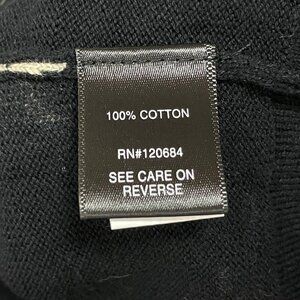 100% COTTON
RN#120684
SEE CARE ON
REVERSE